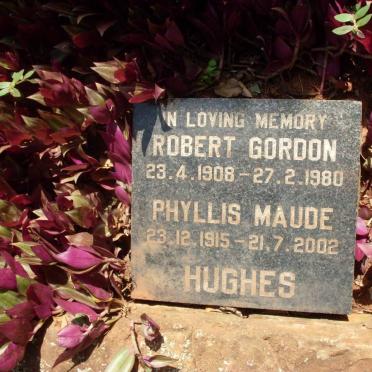 IN LOVING MEMORY
ROBERT GORDON
23.4.1908 - 27.2.1980
PHYLLIS MAUDE
23.12.1915 - 21.7.2002
HUGHES